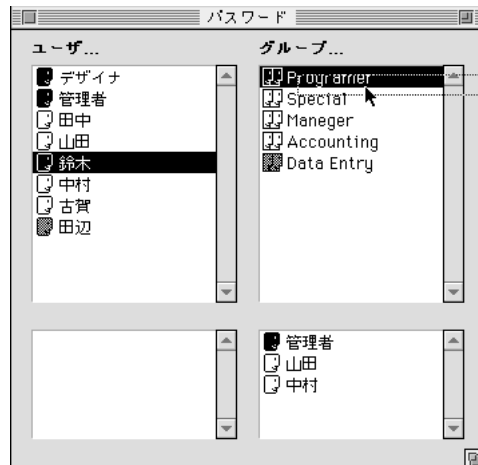 パスワード
ユーザ...
デザイナ
管理者
田中
山田
鈴木
中村
古賀
田辺
グループ...
Programer
Special
Maneger
Accounting
Data Entry
管理者
山田
中村